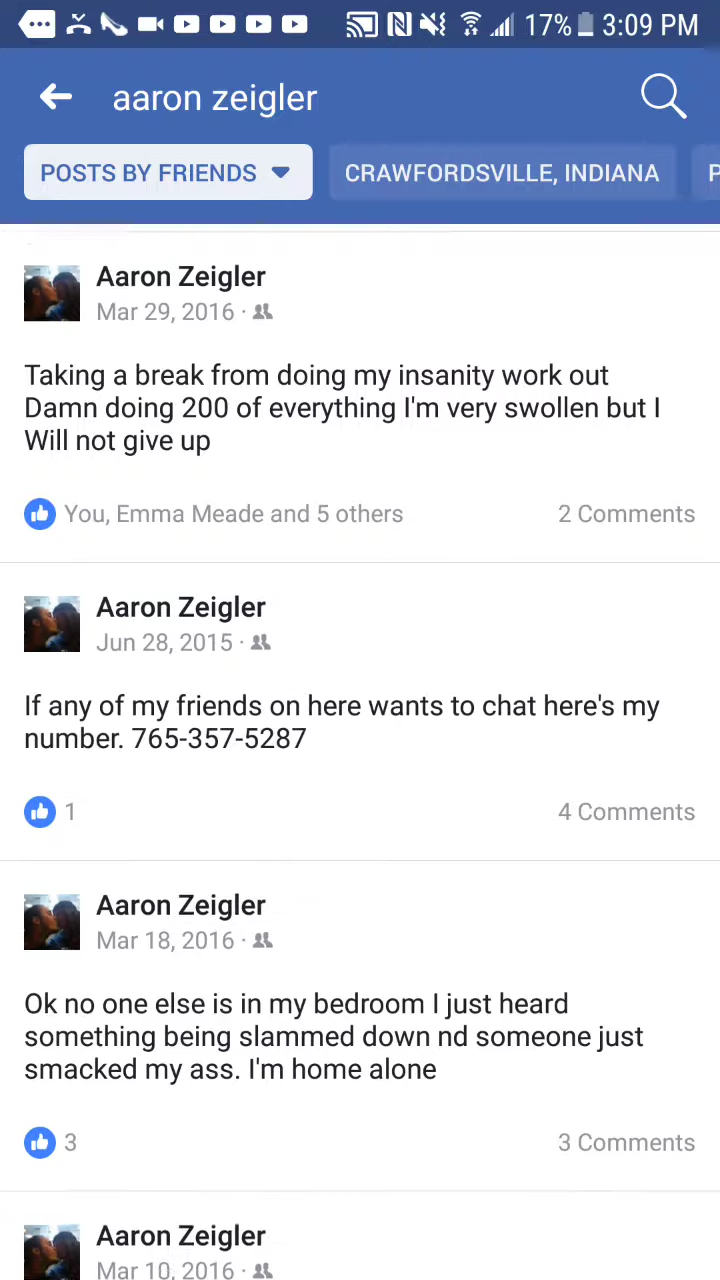 17% 3:09 PM
aaron zeigler
POSTS BY FRIENDS
CRAWFORDSVILLE, INDIANA
P
Aaron Zeigler
Mar 29, 2016 ·
Taking a break from doing my insanity work out
Damn doing 200 of everything I'm very swollen but I
Will not give up
You, Emma Meade and 5 others
2 Comments
Aaron Zeigler
Jun 28, 2015 ·
If any of my friends on here wants to chat here's my
number. 765-357-5287
1
4 Comments
Aaron Zeigler
Mar 18, 2016 ·
Ok no one else is in my bedroom I just heard
something being slammed down nd someone just
smacked my ass. I'm home alone
3
3 Comments
Aaron Zeigler
Mar 10, 2016 ·